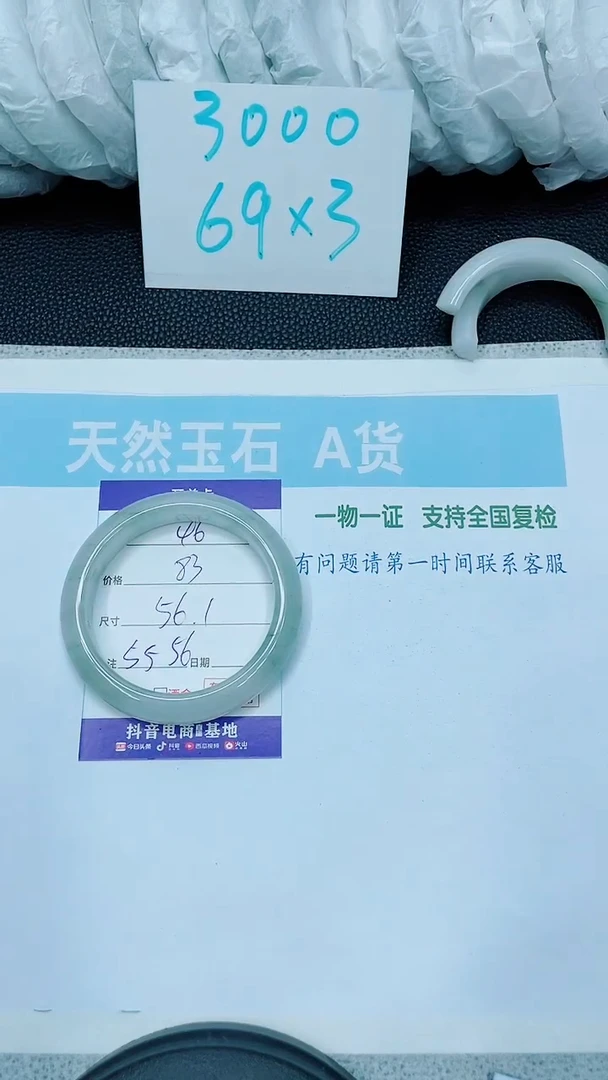 3000
69×3
天然玉石 A货
一物一证 支持全国复检
有问题请第一时间联系客服
46
价格 83
尺寸 56.1
注 55 56 日期
抖音电商 基地
今日头条 抖音 西瓜视频 火山